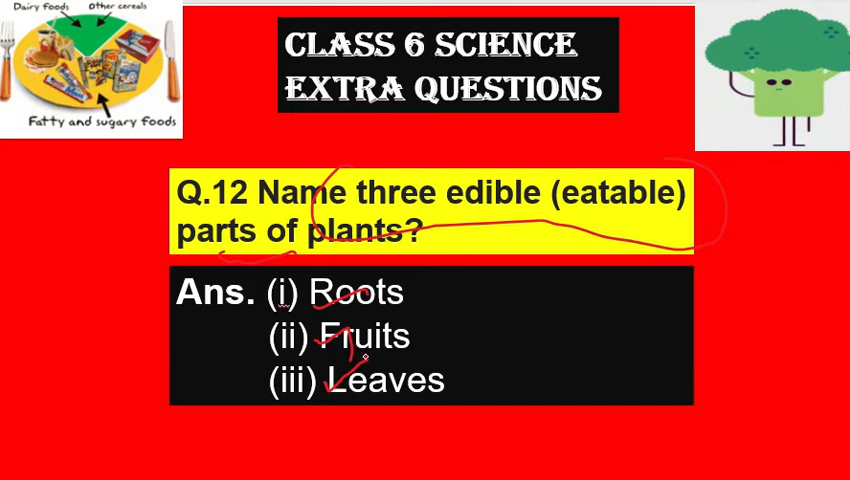 Dairy foods Other cereals
Fatty and sugary foods
CLASS 6 SCIENCE
EXTRA QUESTIONS
Q.12 Name three edible (eatable)
parts of plants?
Ans. (i) Roots
(ii) Fruits
(iii) Leaves